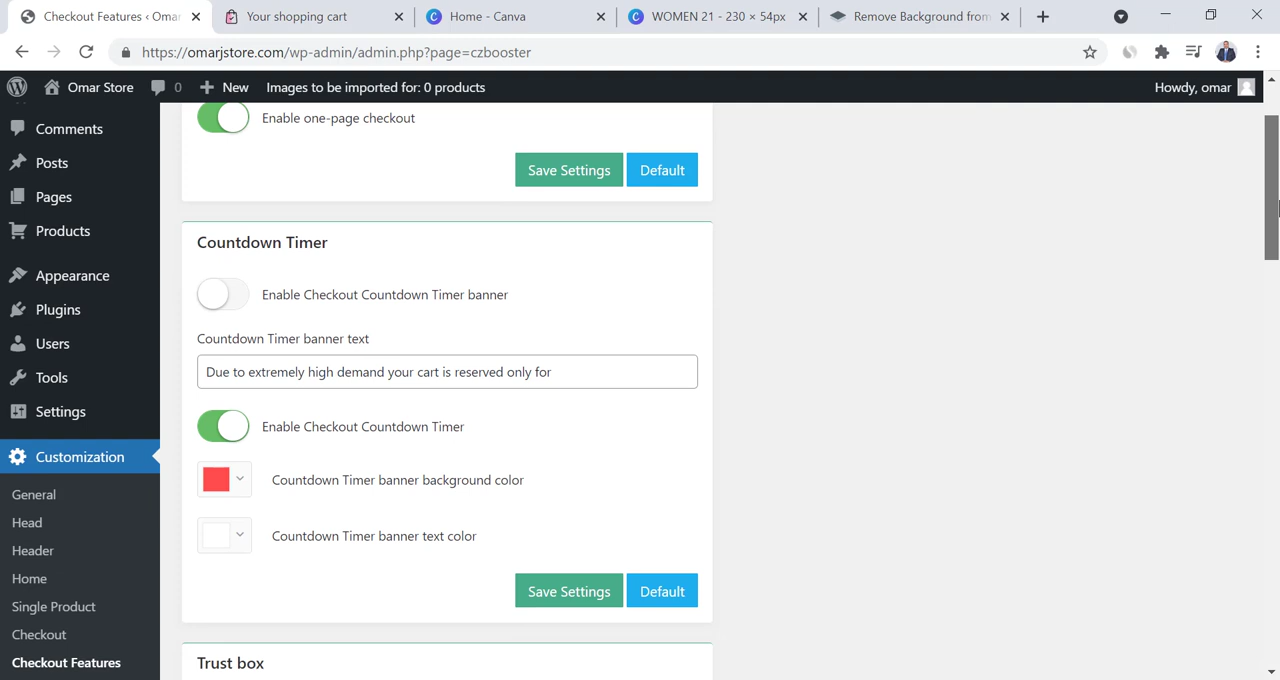 Checkout Features ‹ Omar
Your shopping cart
Home - Canva
WOMEN 21 - 230 × 54px
Remove Background from
https://omarjstore.com/wp-admin/admin.php?page=czbooster
Omar Store
0
New
Images to be imported for: 0 products
Howdy, omar
Comments
Posts
Pages
Products
Appearance
Plugins
Users
Tools
Settings
Customization
General
Head
Header
Home
Single Product
Checkout
Checkout Features
Enable one-page checkout
Save Settings
Default
Countdown Timer
Enable Checkout Countdown Timer banner
Countdown Timer banner text
Due to extremely high demand your cart is reserved only for
Enable Checkout Countdown Timer
Countdown Timer banner background color
Countdown Timer banner text color
Save Settings
Default
Trust box